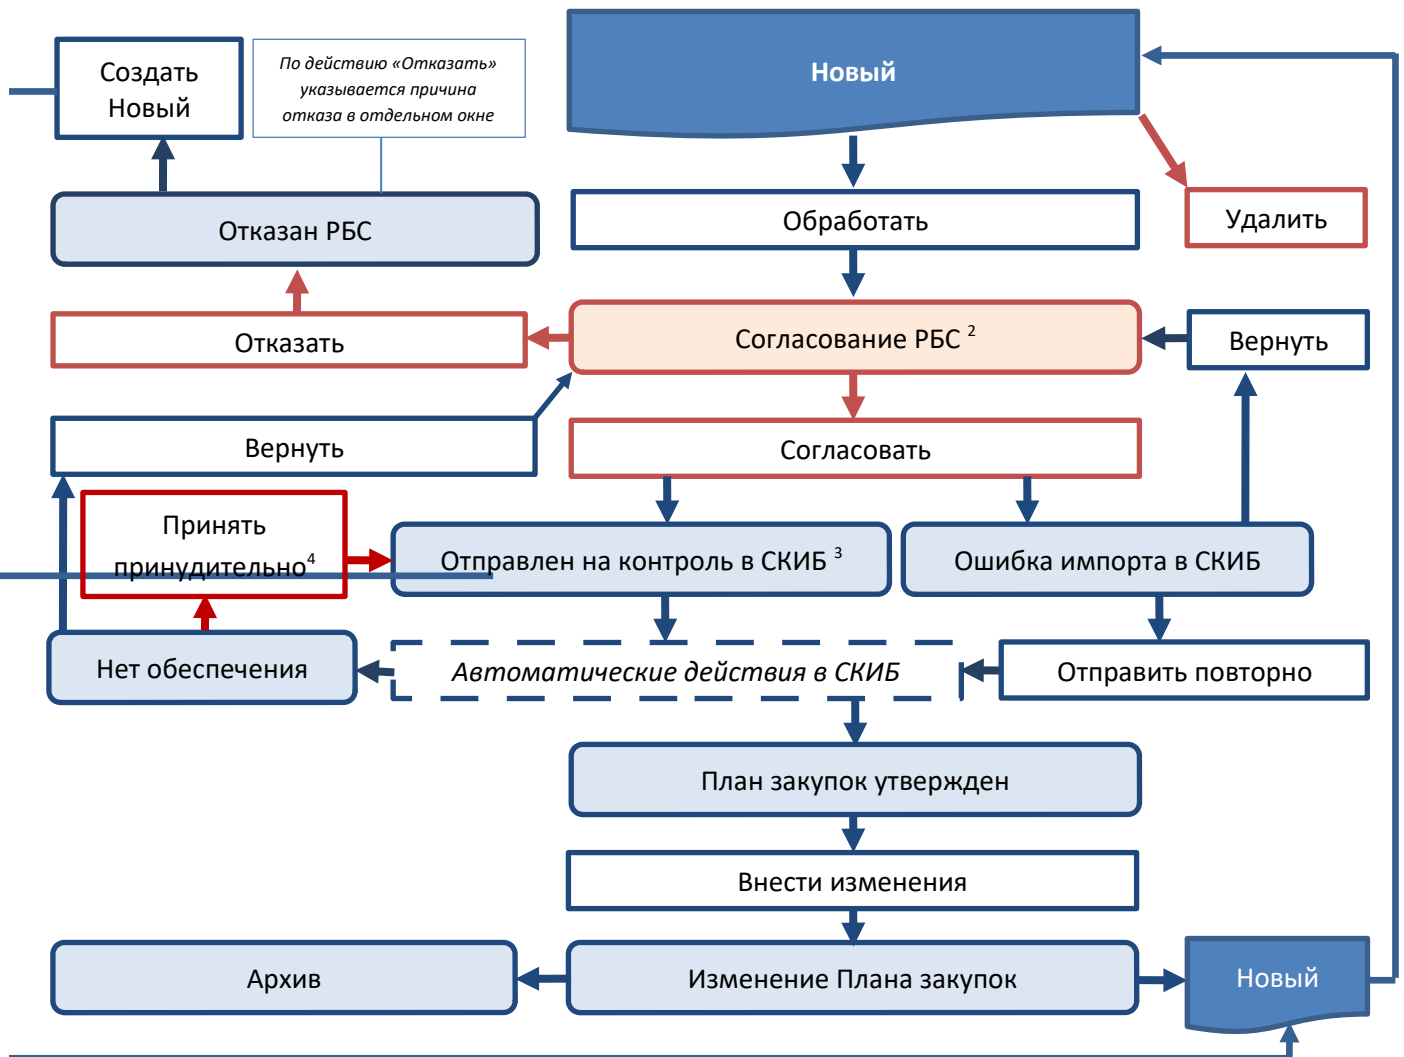 Создать
Новый
По действию «Отказать»
указывается причина
отказа в отдельном окне
Новый
Отказан РБС
Обработать
Удалить
Отказать
Согласование РБС ²
Вернуть
Вернуть
Согласовать
Принять
принудительно⁴
Отправлен на контроль в СКИБ ³
Ошибка импорта в СКИБ
Нет обеспечения
Автоматические действия в СКИБ
Отправить повторно
План закупок утвержден
Внести изменения
Архив
Изменение Плана закупок
Новый